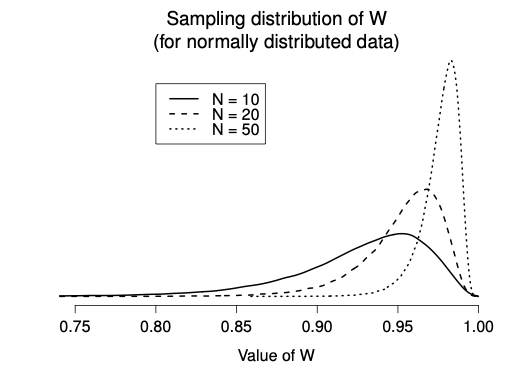 Sampling distribution of W
(for normally distributed data)
N = 10
N = 20
N = 50
0.75 0.80 0.85 0.90 0.95 1.00
Value of W